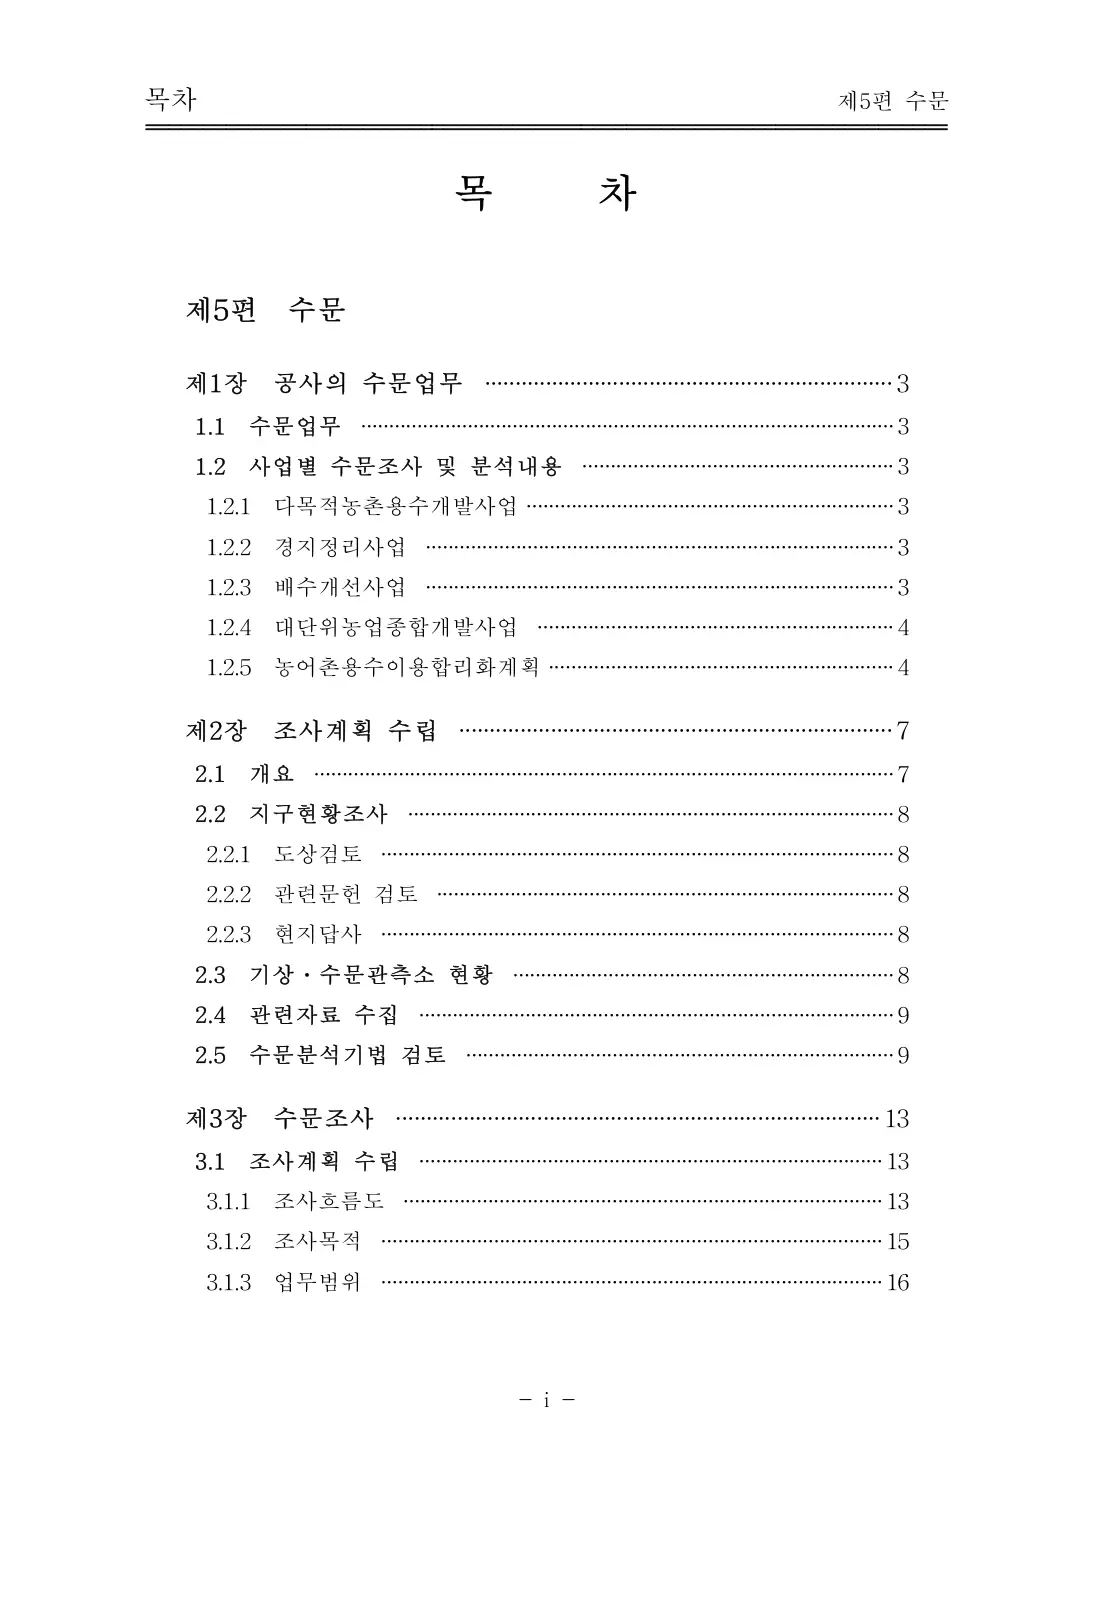 목차 제5편 수문
목 차
제5편 수문
제1장 공사의 수문업무 ································ 3
1.1 수문업무 ································ 3
1.2 사업별 수문조사 및 분석내용 ································ 3
1.2.1 다목적농촌용수개발사업 ································ 3
1.2.2 경지정리사업 ································ 3
1.2.3 배수개선사업 ································ 3
1.2.4 대단위농업종합개발사업 ································ 4
1.2.5 농어촌용수이용합리화계획 ································ 4
제2장 조사계획 수립 ································ 7
2.1 개요 ································ 7
2.2 지구현황조사 ································ 8
2.2.1 도상검토 ································ 8
2.2.2 관련문헌 검토 ································ 8
2.2.3 현지답사 ································ 8
2.3 기상·수문관측소 현황 ································ 8
2.4 관련자료 수집 ································ 9
2.5 수문분석기법 검토 ································ 9
제3장 수문조사 ································ 13
3.1 조사계획 수립 ································ 13
3.1.1 조사흐름도 ································ 13
3.1.2 조사목적 ································ 15
3.1.3 업무범위 ································ 16
- i -